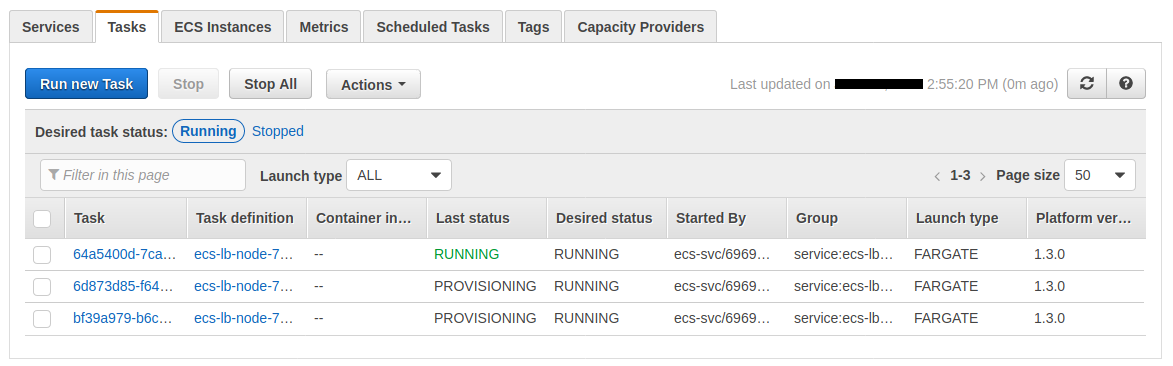 Services Tasks ECS Instances Metrics Scheduled Tasks Tags Capacity Providers
Run new Task Stop Stop All Actions Last updated on 2:55:20 PM (0m ago)
Desired task status: Running Stopped
Filter in this page Launch type ALL < 1-3 > Page size 50
Task Task definition Container in... Last status Desired status Started By Group Launch type Platform ver...
64a5400d-7ca... ecs-lb-node-7... -- RUNNING RUNNING ecs-svc/6969... service:ecs-lb... FARGATE 1.3.0
6d873d85-f64... ecs-lb-node-7... -- PROVISIONING RUNNING ecs-svc/6969... service:ecs-lb... FARGATE 1.3.0
bf39a979-b6c... ecs-lb-node-7... -- PROVISIONING RUNNING ecs-svc/6969... service:ecs-lb... FARGATE 1.3.0